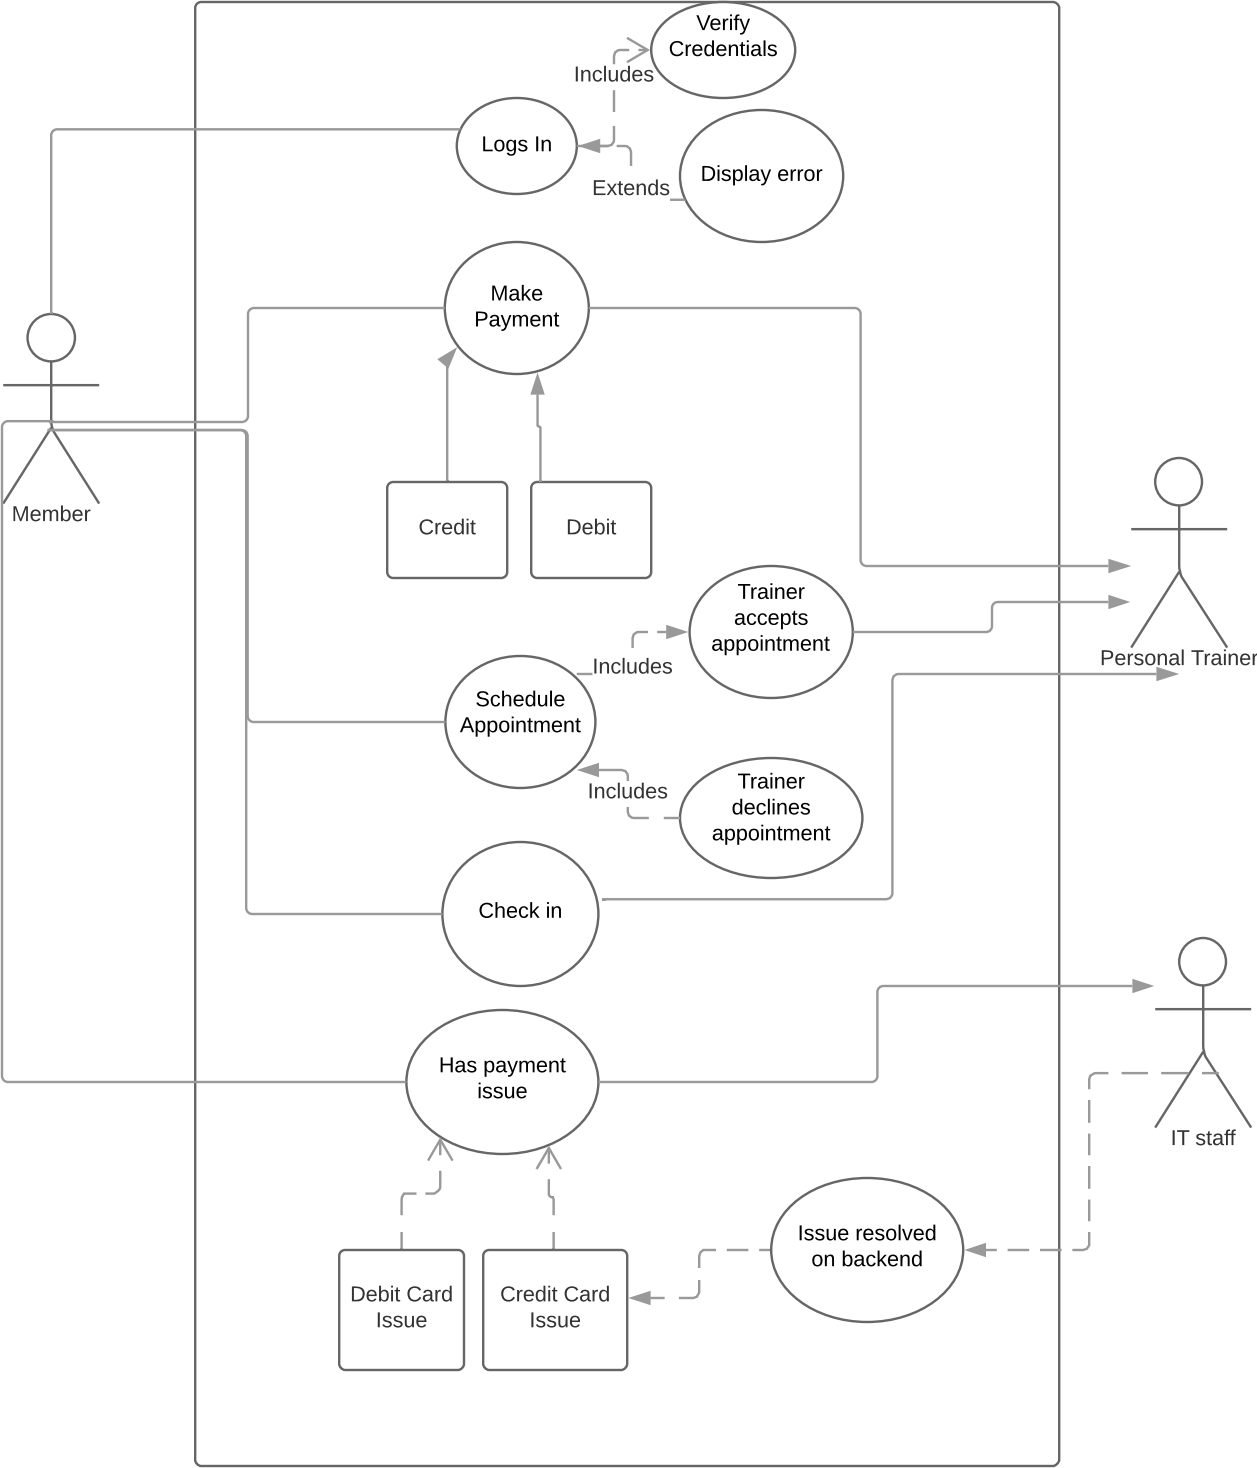 Verify
Credentials
Includes
Logs In
Display error
Extends
Make
Payment
Member
Credit
Debit
Trainer
accepts
appointment
Personal Trainer
Includes
Schedule
Appointment
Includes
Trainer
declines
appointment
Check in
Has payment
issue
IT staff
Issue resolved
on backend
Debit Card
Issue
Credit Card
Issue